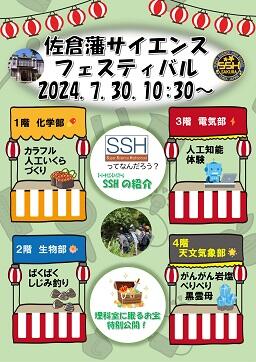 佐倉藩サイエンス
フェスティバル
2024.7.30.10:30～
SSH
SAKURA
1階 化学部
カラフル
人工いくら
づくり
SSH
Super Science Highschool
ってなんだろう？
SSHの紹介
3階 電気部
人工知能
体験
2階 生物部
ぱくぱく
しじみ釣り
理科室に眠るお宝
特別公開！
4階
天文気象部
がんがん岩塩
べりべり
黒雲母